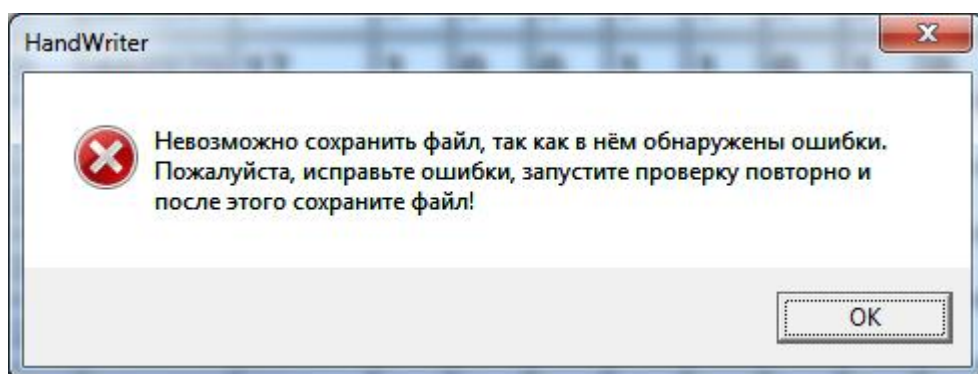 HandWriter
Невозможно сохранить файл, так как в нём обнаружены ошибки.
Пожалуйста, исправьте ошибки, запустите проверку повторно и
после этого сохраните файл!
OK